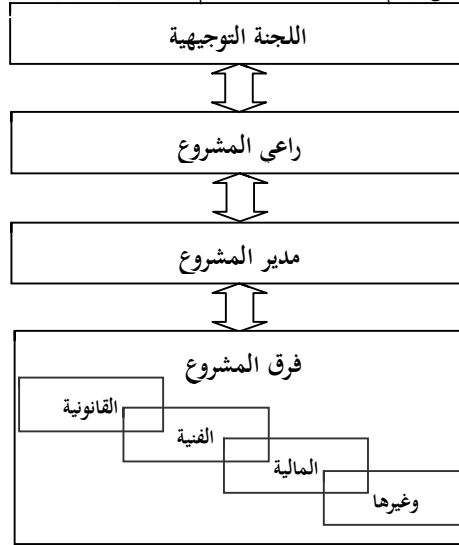 اللجنة التوجيهية
راعي المشروع
مدير المشروع
فرق المشروع
القانونية
الفنية
المالية
وغيرها